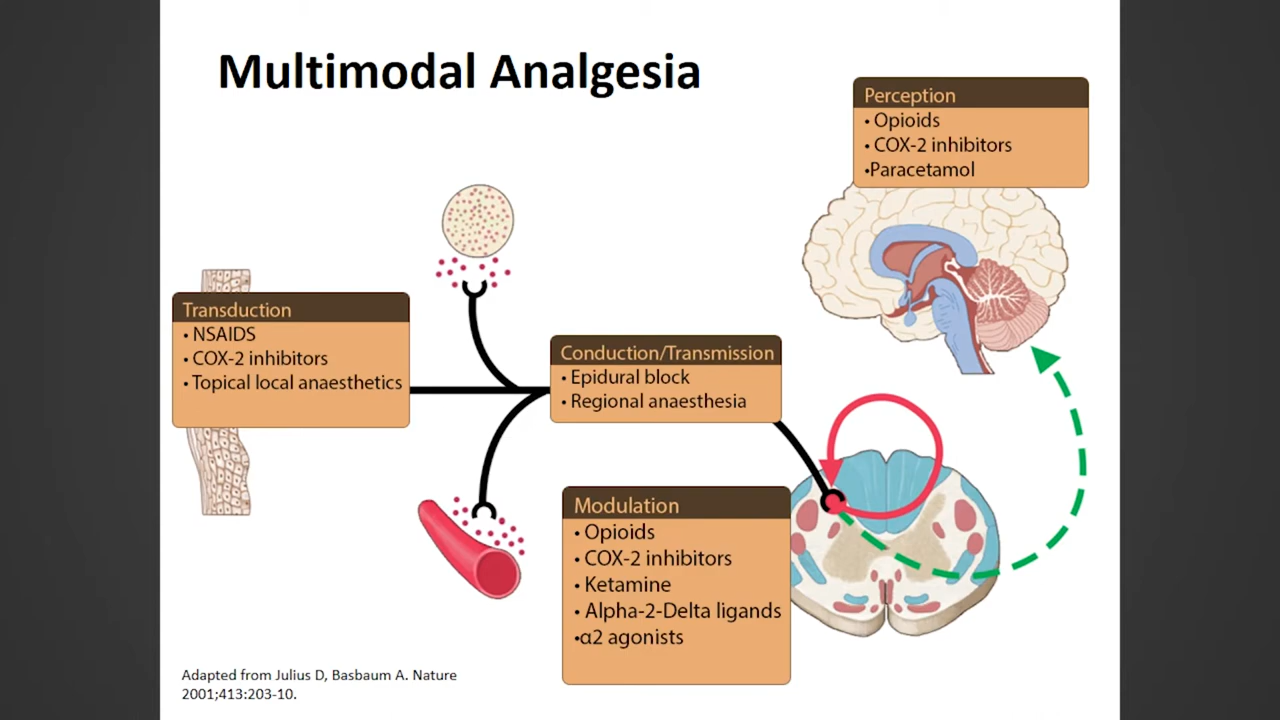 Multimodal Analgesia
Perception
• Opioids
• COX-2 inhibitors
•Paracetamol
Transduction
• NSAIDS
• COX-2 inhibitors
• Topical local anaesthetics
Conduction/Transmission
• Epidural block
• Regional anaesthesia
Modulation
• Opioids
• COX-2 inhibitors
• Ketamine
• Alpha-2-Delta ligands
•α2 agonists
Adapted from Julius D, Basbaum A. Nature
2001;413:203-10.